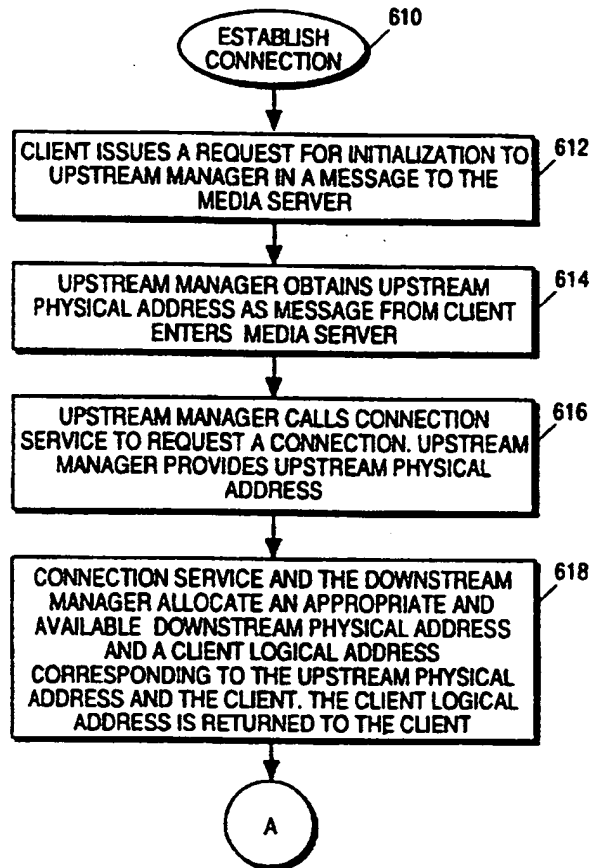 610
ESTABLISH
CONNECTION
612
CLIENT ISSUES A REQUEST FOR INITIALIZATION TO
UPSTREAM MANAGER IN A MESSAGE TO THE
MEDIA SERVER
614
UPSTREAM MANAGER OBTAINS UPSTREAM
PHYSICAL ADDRESS AS MESSAGE FROM CLIENT
ENTERS MEDIA SERVER
616
UPSTREAM MANAGER CALLS CONNECTION
SERVICE TO REQUEST A CONNECTION. UPSTREAM
MANAGER PROVIDES UPSTREAM PHYSICAL
ADDRESS
618
CONNECTION SERVICE AND THE DOWNSTREAM
MANAGER ALLOCATE AN APPROPRIATE AND
AVAILABLE DOWNSTREAM PHYSICAL ADDRESS
AND A CLIENT LOGICAL ADDRESS
CORRESPONDING TO THE UPSTREAM PHYSICAL
ADDRESS AND THE CLIENT. THE CLIENT LOGICAL
ADDRESS IS RETURNED TO THE CLIENT
A